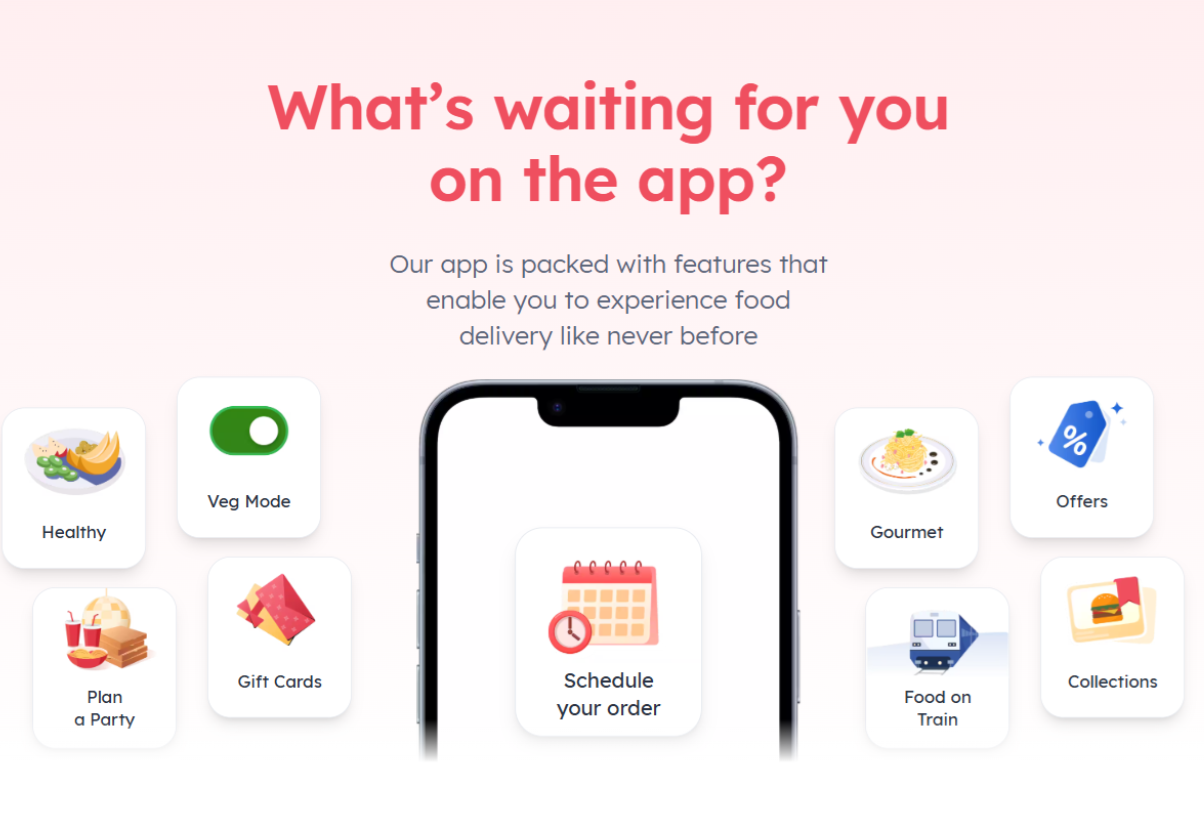 What’s waiting for you
on the app?
Our app is packed with features that
enable you to experience food
delivery like never before
Healthy
Veg Mode
Plan
a Party
Gift Cards
Schedule
your order
Gourmet
%
Offers
Food on
Train
Collections